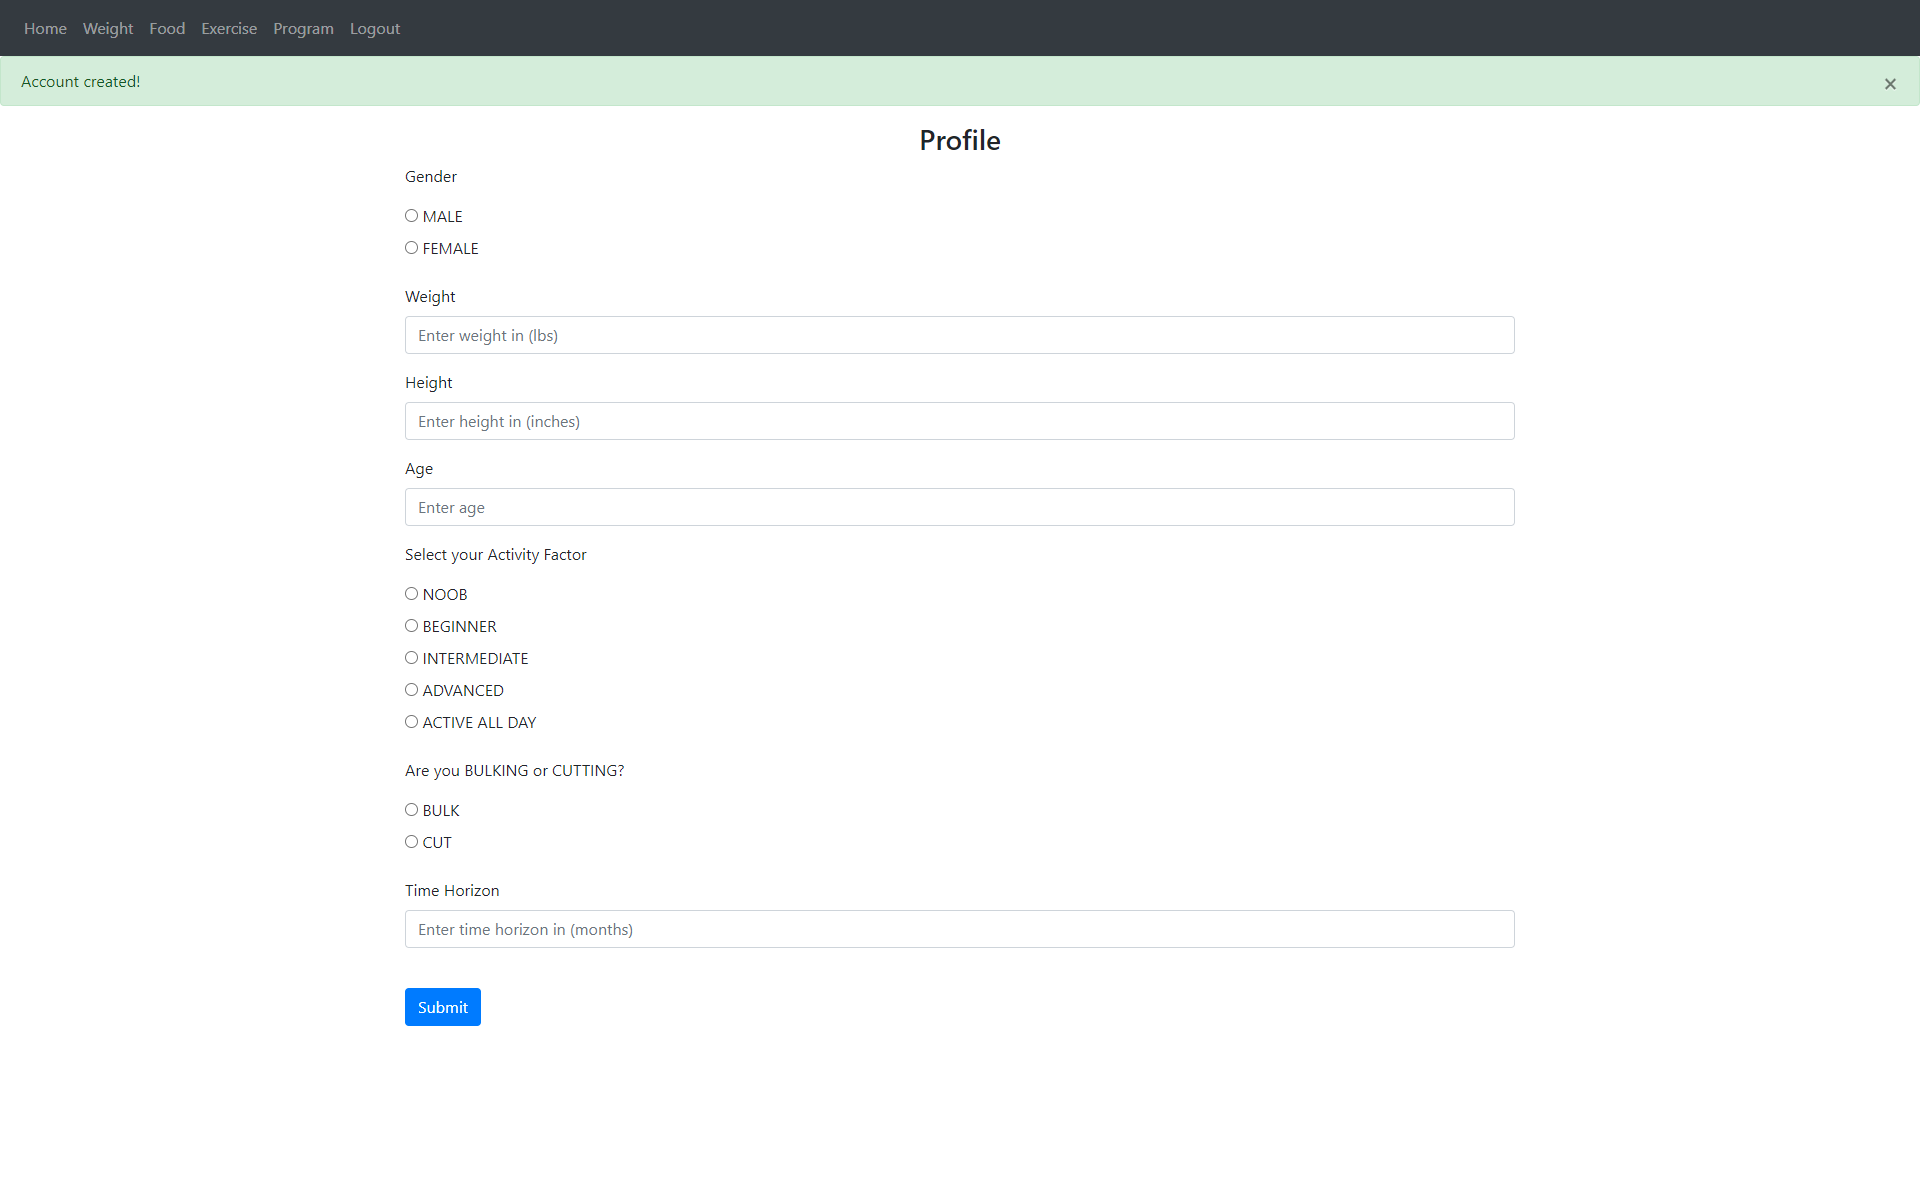 Home Weight Food Exercise Program Logout
Account created! ×
Profile
Gender
MALE
FEMALE
Weight
Enter weight in (lbs)
Height
Enter height in (inches)
Age
Enter age
Select your Activity Factor
NOOB
BEGINNER
INTERMEDIATE
ADVANCED
ACTIVE ALL DAY
Are you BULKING or CUTTING?
BULK
CUT
Time Horizon
Enter time horizon in (months)
Submit